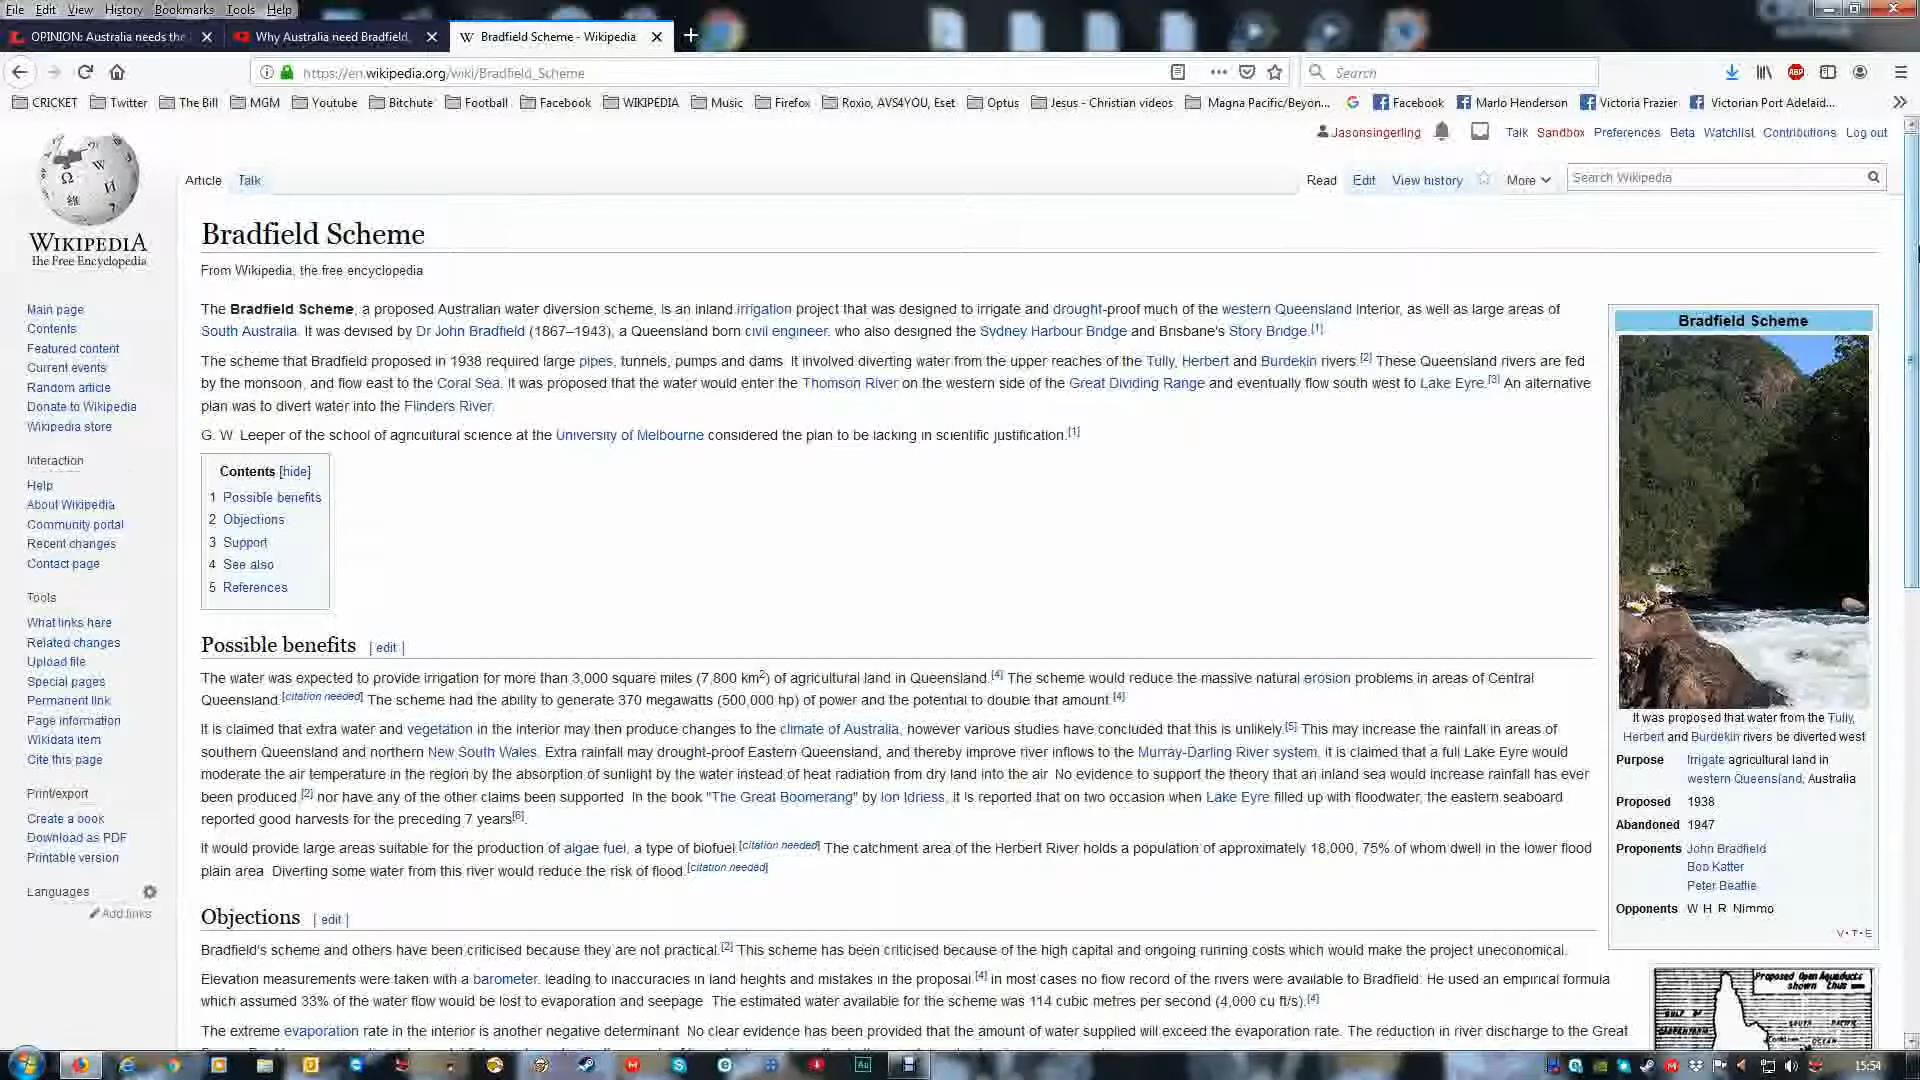 File Edit View History Bookmarks Tools Help
OPINION: Australia needs the
Why Australia need Bradfield
Bradfield Scheme - Wikipedia
https://en.wikipedia.org/wiki/Bradfield_Scheme
Search
CRICKET Twitter The Bill MGM Youtube Bitchute Football Facebook WIKIPEDIA Music Firefox Roxio, AVS4YOU, Eset Optus Jesus - Christian videos Magna Pacific/Beyon... Facebook Marlo Henderson Victoria Frazier Victorian Port Adelaid...
Jasonsingerling Talk Sandbox Preferences Beta Watchlist Contributions Log out
Article Talk Read Edit View history More Search Wikipedia
WIKIPEDIA
The Free Encyclopedia
Main page
Contents
Featured content
Current events
Random article
Donate to Wikipedia
Wikipedia store
Interaction
Help
About Wikipedia
Community portal
Recent changes
Contact page
Tools
What links here
Related changes
Upload file
Special pages
Permanent link
Page information
Wikidata item
Cite this page
Print/export
Create a book
Download as PDF
Printable version
Languages
Add links
Bradfield Scheme
From Wikipedia, the free encyclopedia
The Bradfield Scheme, a proposed Australian water diversion scheme, is an inland irrigation project that was designed to irrigate and drought-proof much of the western Queensland interior, as well as large areas of
South Australia. It was devised by Dr John Bradfield (1867–1943), a Queensland born civil engineer, who also designed the Sydney Harbour Bridge and Brisbane's Story Bridge.[1]
The scheme that Bradfield proposed in 1938 required large pipes, tunnels, pumps and dams. It involved diverting water from the upper reaches of the Tully, Herbert and Burdekin rivers.[2] These Queensland rivers are fed
by the monsoon, and flow east to the Coral Sea. It was proposed that the water would enter the Thomson River on the western side of the Great Dividing Range and eventually flow south west to Lake Eyre.[3] An alternative
plan was to divert water into the Flinders River.
G. W. Leeper of the school of agricultural science at the University of Melbourne considered the plan to be lacking in scientific justification.[1]
Contents [hide]
1 Possible benefits
2 Objections
3 Support
4 See also
5 References
Possible benefits [ edit ]
The water was expected to provide irrigation for more than 3,000 square miles (7,800 km2) of agricultural land in Queensland.[4] The scheme would reduce the massive natural erosion problems in areas of Central
Queensland.[citation needed] The scheme had the ability to generate 370 megawatts (500,000 hp) of power and the potential to double that amount.[4]
It is claimed that extra water and vegetation in the interior may then produce changes to the climate of Australia, however various studies have concluded that this is unlikely.[5] This may increase the rainfall in areas of
southern Queensland and northern New South Wales. Extra rainfall may drought-proof Eastern Queensland, and thereby improve river inflows to the Murray-Darling River system. it is claimed that a full Lake Eyre would
moderate the air temperature in the region by the absorption of sunlight by the water instead of heat radiation from dry land into the air. No evidence to support the theory that an inland sea would increase rainfall has ever
been produced,[2] nor have any of the other claims been supported. In the book "The Great Boomerang" by Ion Idriess, it is reported that on two occasion when Lake Eyre filled up with floodwater, the eastern seaboard
reported good harvests for the preceding 7 years[6].
It would provide large areas suitable for the production of algae fuel, a type of biofuel.[citation needed] The catchment area of the Herbert River holds a population of approximately 18,000, 75% of whom dwell in the lower flood
plain area. Diverting some water from this river would reduce the risk of flood.[citation needed]
Objections [ edit ]
Bradfield's scheme and others have been criticised because they are not practical.[2] This scheme has been criticised because of the high capital and ongoing running costs which would make the project uneconomical.
Elevation measurements were taken with a barometer, leading to inaccuracies in land heights and mistakes in the proposal.[4] in most cases no flow record of the rivers were available to Bradfield. He used an empirical formula
which assumed 33% of the water flow would be lost to evaporation and seepage. The estimated water available for the scheme was 114 cubic metres per second (4,000 cu ft/s).[4]
The extreme evaporation rate in the interior is another negative determinant. No clear evidence has been provided that the amount of water supplied will exceed the evaporation rate. The reduction in river discharge to the Great
Bradfield Scheme
It was proposed that water from the Tully,
Herbert and Burdekin rivers be diverted west
Purpose Irrigate agricultural land in
western Queensland, Australia
Proposed 1938
Abandoned 1947
Proponents John Bradfield
Bob Katter
Peter Beattie
Opponents W H R Nimmo
V · T · E
Proposed Open Aqueducts
shown thus
15:54